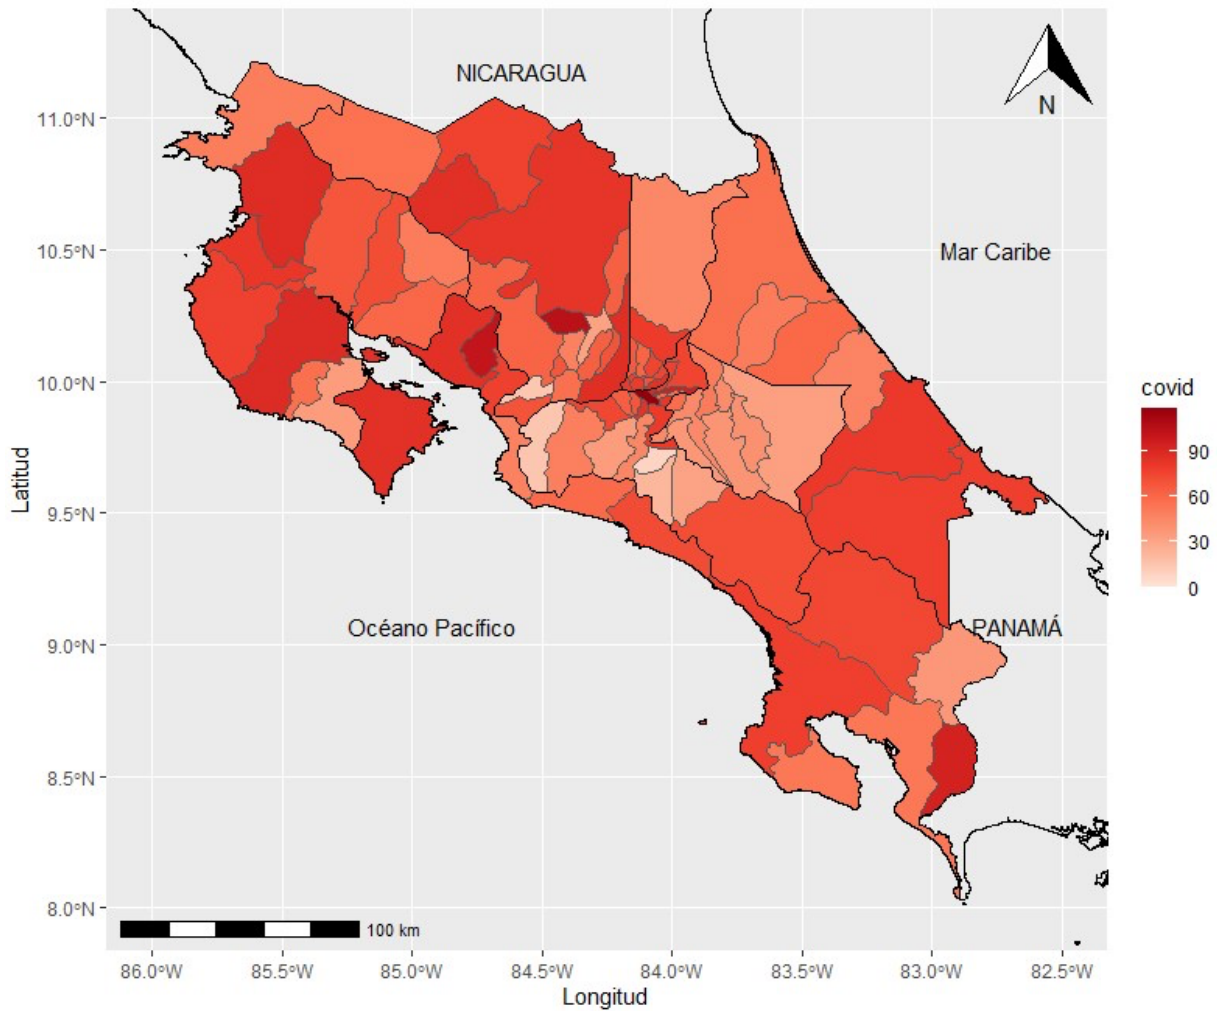 NICARAGUA
N
11.0°N
10.5°N
10.0°N
9.5°N
9.0°N
8.5°N
8.0°N
Latitud
Mar Caribe
Océano Pacífico
PANAMÁ
100 km
86.0°W 85.5°W 85.0°W 84.5°W 84.0°W 83.5°W 83.0°W 82.5°W
Longitud
covid
90
60
30
0